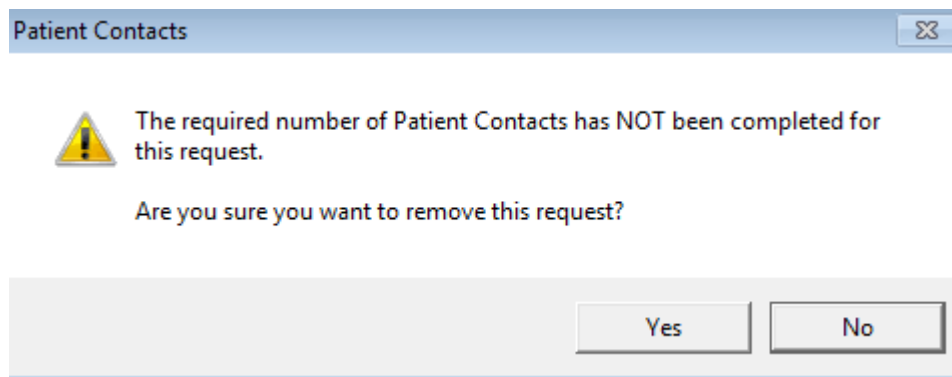 Patient Contacts
The required number of Patient Contacts has NOT been completed for
this request.
Are you sure you want to remove this request?
Yes
No